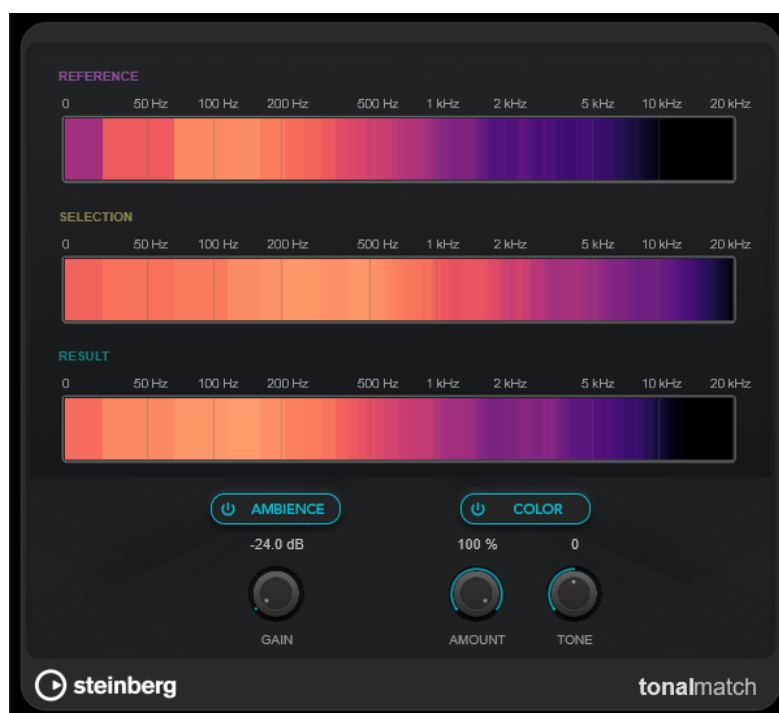 REFERENCE
0 50 Hz 100 Hz 200 Hz 500 Hz 1 kHz 2 kHz 5 kHz 10 kHz 20 kHz
SELECTION
0 50 Hz 100 Hz 200 Hz 500 Hz 1 kHz 2 kHz 5 kHz 10 kHz 20 kHz
RESULT
0 50 Hz 100 Hz 200 Hz 500 Hz 1 kHz 2 kHz 5 kHz 10 kHz 20 kHz
AMBIENCE COLOR
-24.0 dB 100 % 0
GAIN AMOUNT TONE
steinberg tonalmatch